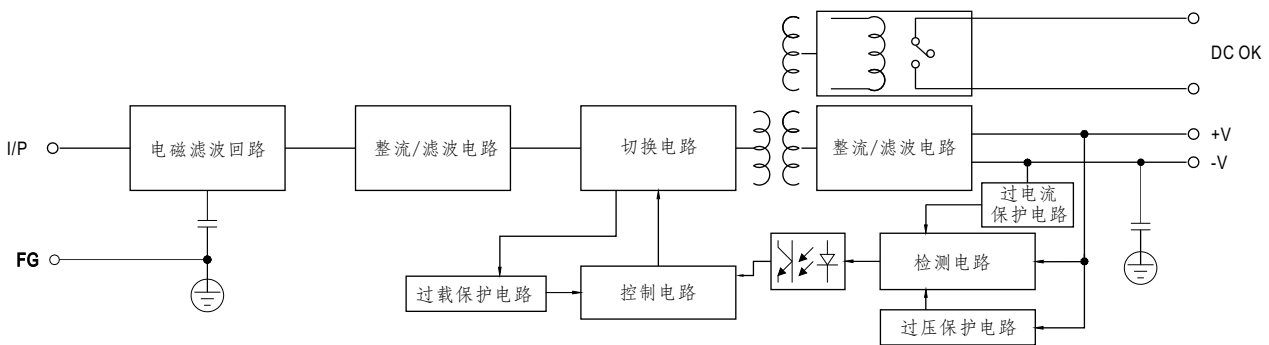 DC OK
I/P
电磁滤波回路
整流/滤波电路
切换电路
整流/滤波电路
+V
-V
过电流
保护电路
FG
检测电路
过载保护电路
控制电路
过压保护电路